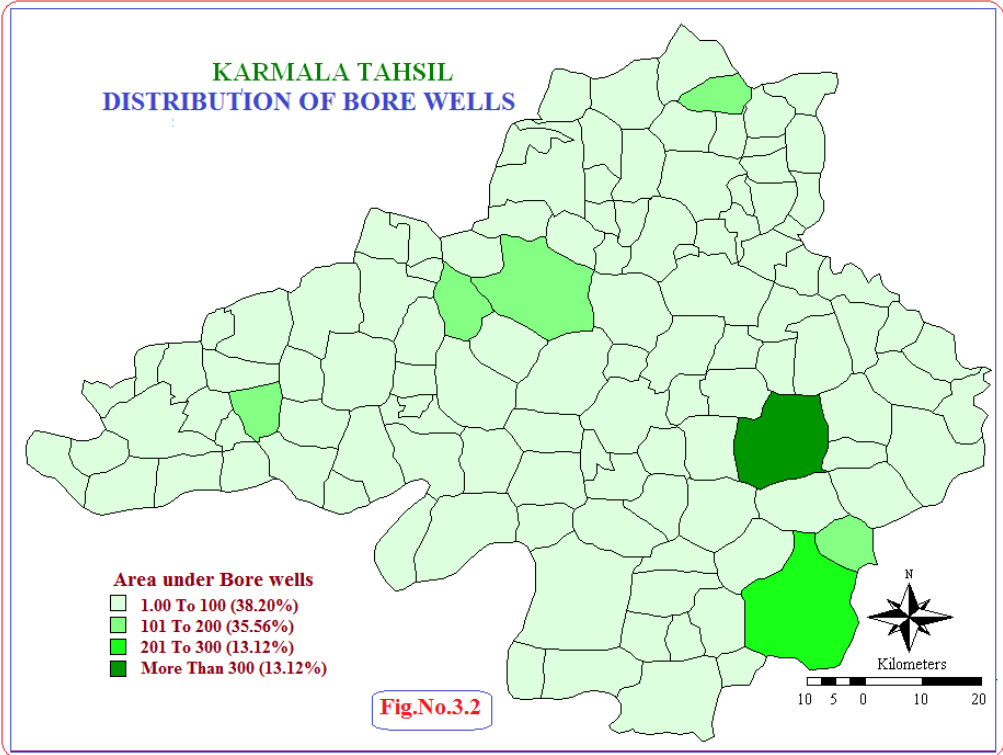 KARMALA TAHSIL
DISTRIBUTION OF BORE WELLS
Area under Bore wells
1.00 To 100 (38.20%)
101 To 200 (35.56%)
201 To 300 (13.12%)
More Than 300 (13.12%)
Fig.No.3.2
N
Kilometers
10 5 0 10 20